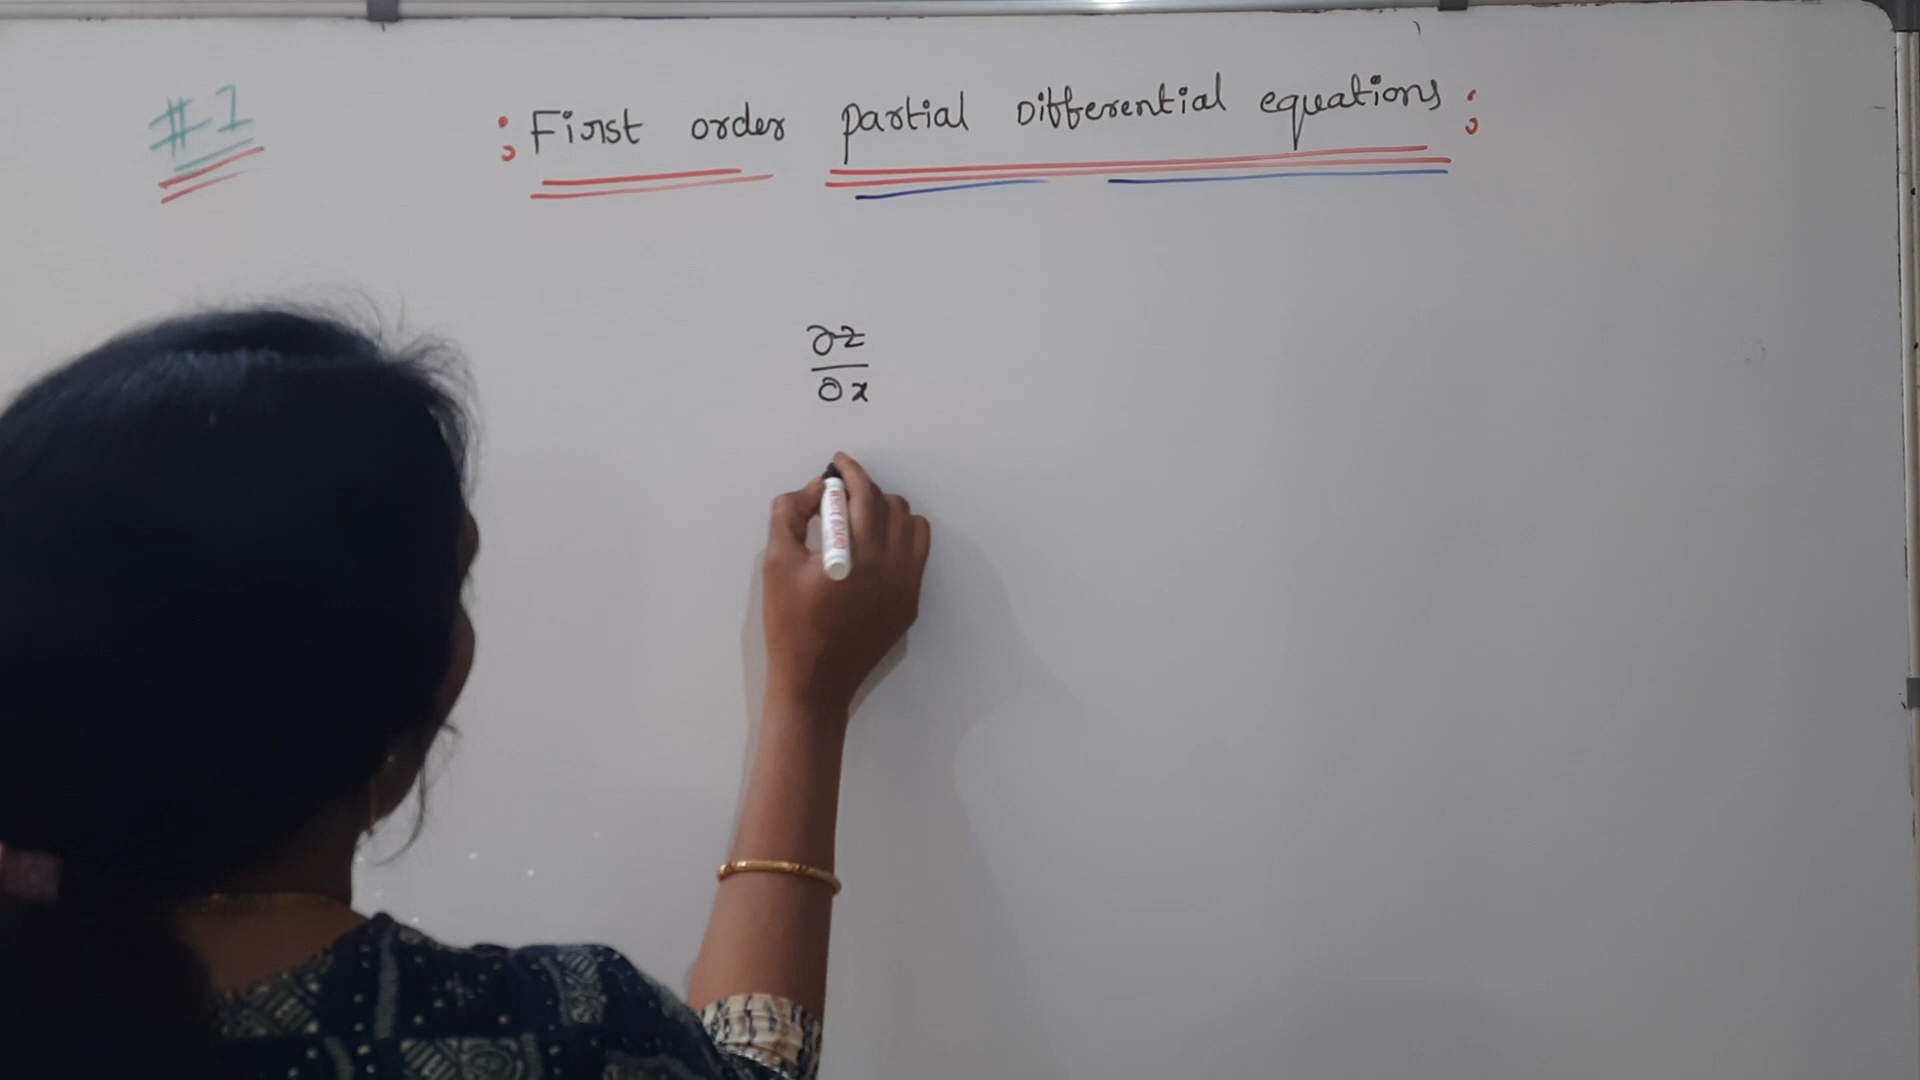 #1
: First order partial Differential equations :
∂z
∂x